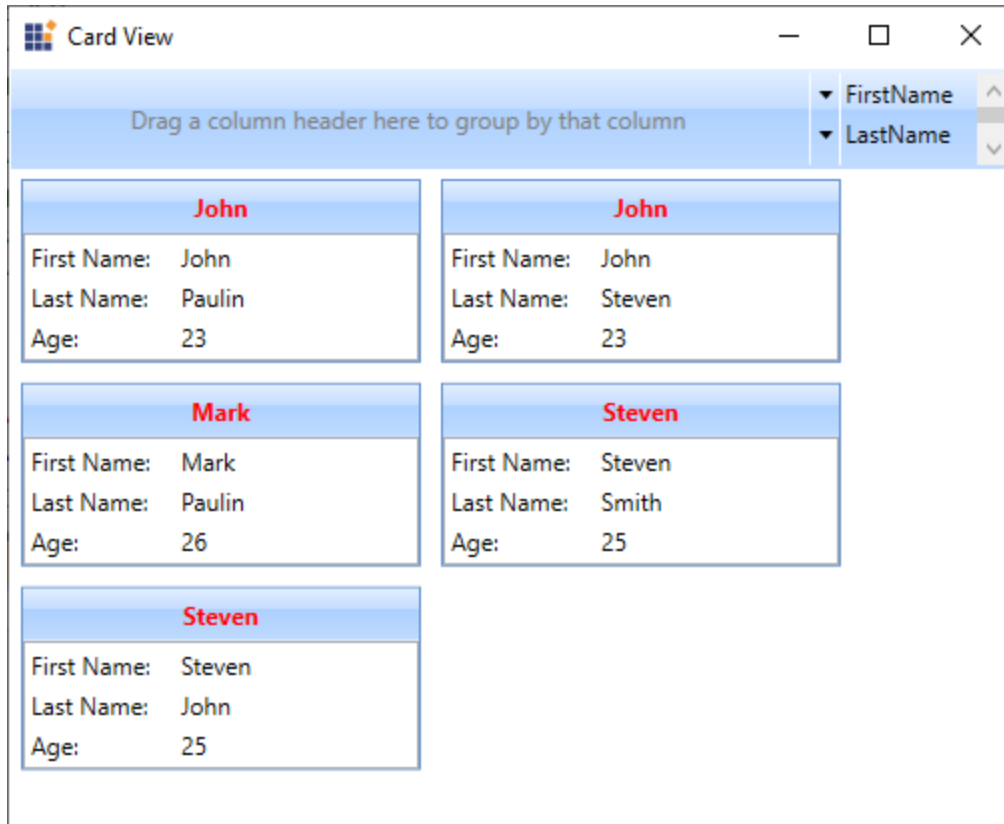 Card View
Drag a column header here to group by that column
FirstName
LastName
John
First Name: John
Last Name: Paulin
Age: 23
John
First Name: John
Last Name: Steven
Age: 23
Mark
First Name: Mark
Last Name: Paulin
Age: 26
Steven
First Name: Steven
Last Name: Smith
Age: 25
Steven
First Name: Steven
Last Name: John
Age: 25